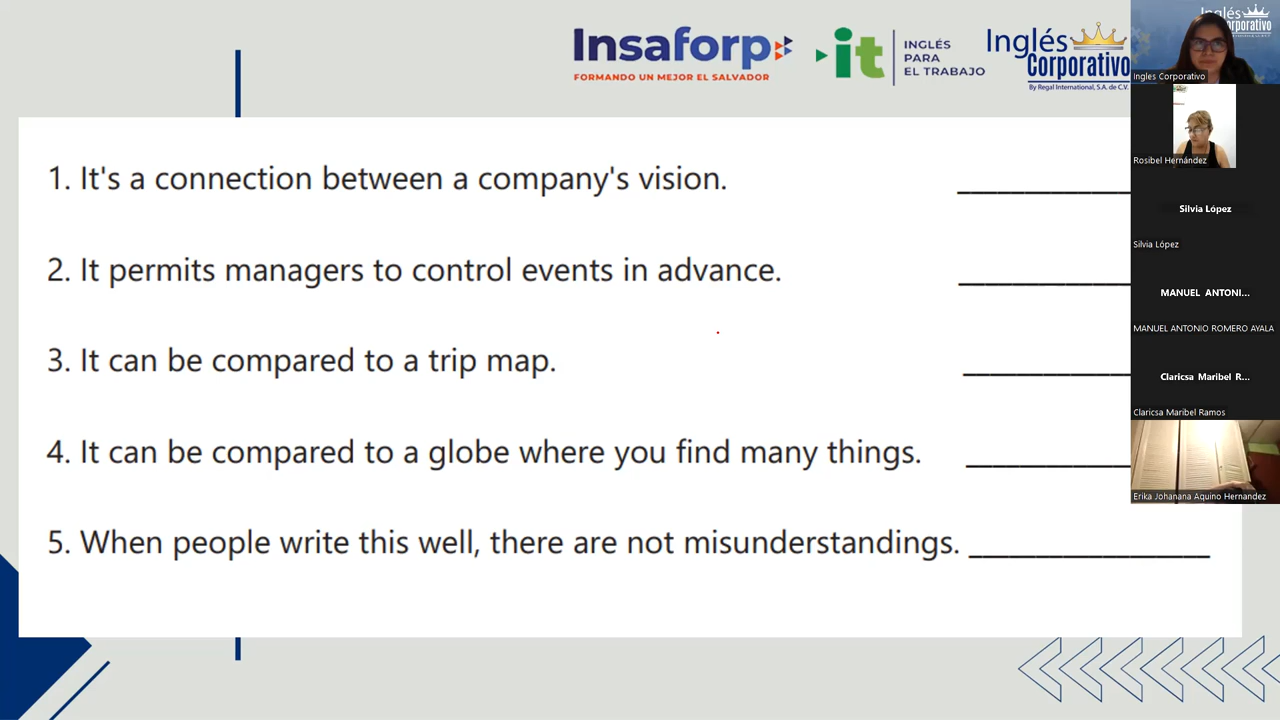 Insaforp
FORMANDO UN MEJOR EL SALVADOR
it
INGLÉS
PARA
EL TRABAJO
Inglés
Corporativo
By Regal International, S.A. de C.V.
1. It's a connection between a company's vision.
2. It permits managers to control events in advance.
3. It can be compared to a trip map.
4. It can be compared to a globe where you find many things.
5. When people write this well, there are not misunderstandings.
Inglés
Corporativo
Ingles Corporativo
Rosibel Hernández
Silvia López
Silvia López
MANUEL ANTONI...
MANUEL ANTONIO ROMERO AYALA
Claricsa Maribel R...
Claricsa Maribel Ramos
Erika Johanana Aquino Hernandez